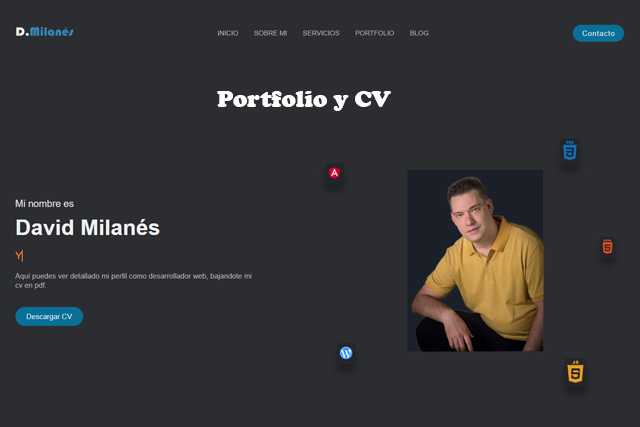 D.Milanés
INICIO SOBRE MI SERVICIOS PORTFOLIO BLOG
Contacto
Portfolio y CV
Mi nombre es
David Milanés
Y
Aquí puedes ver detallado mi perfil como desarrollador web, bajandote mi
cv en pdf.
Descargar CV